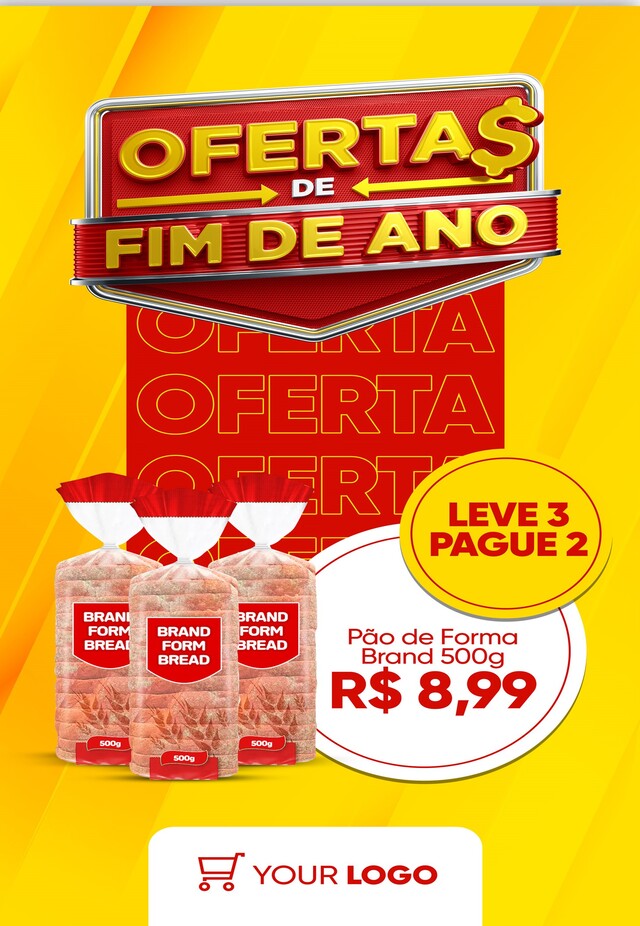 OFERTA$
DE
FIM DE ANO
OFERTA
OFERTA
OFERTA
LEVE 3
PAGUE 2
Pão de Forma
Brand 500g
R$ 8,99
BRAND
FORM
BREAD
500g
BRAND
FORM
BREAD
500g
BRAND
FORM
BREAD
500g
YOUR LOGO